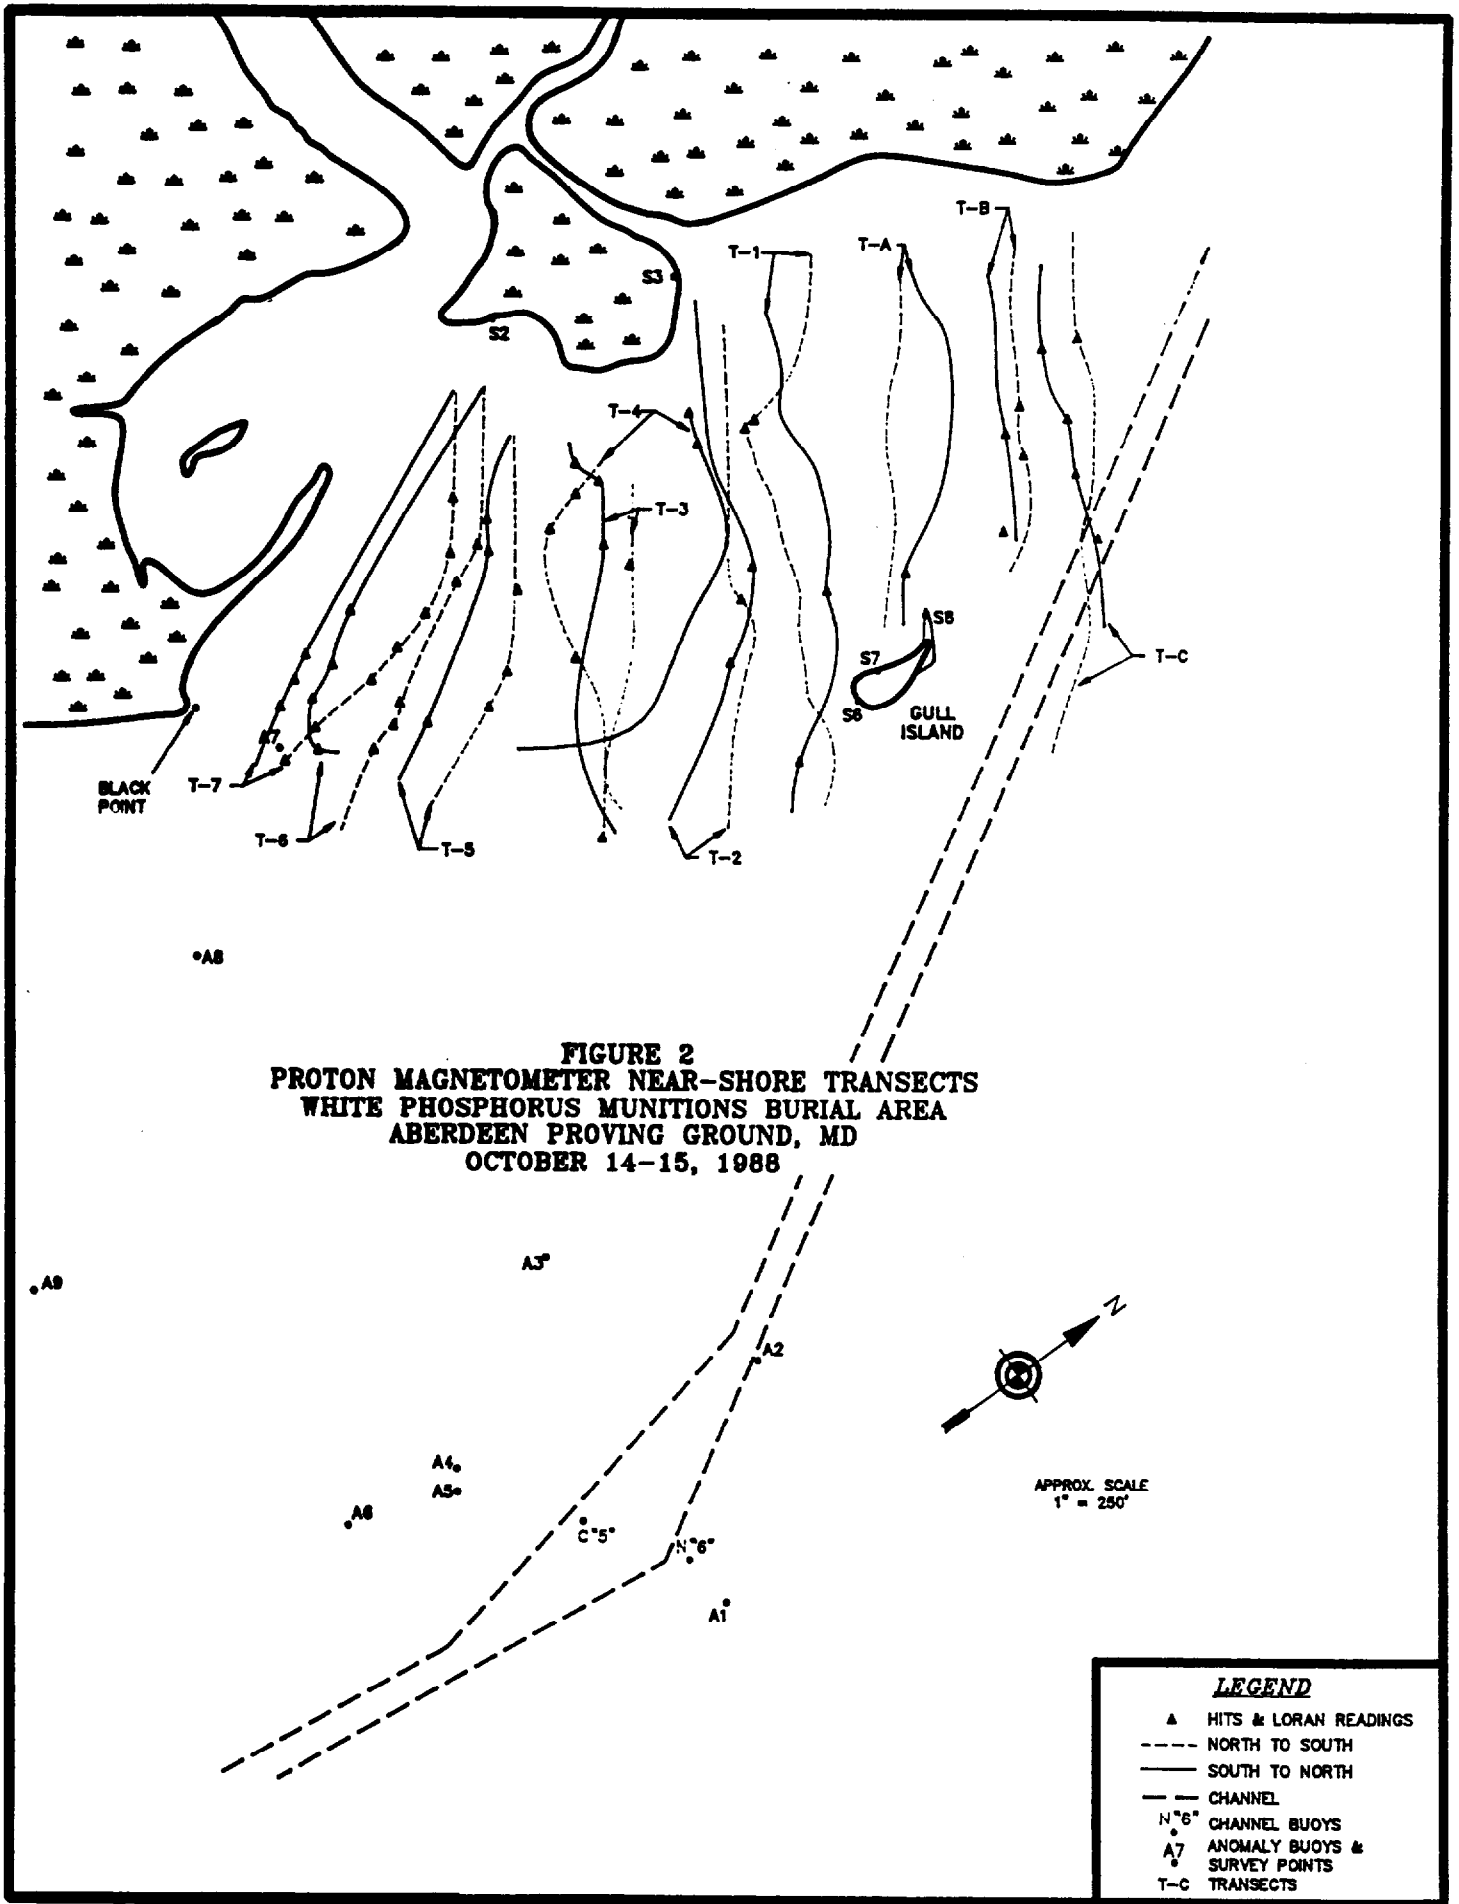 T-B
T-1
T-A
S3
S2
T-4
T-3
S8
S7
T-C
S6
GULL
ISLAND
A7
BLACK
POINT
T-7
T-6
T-5
T-2
A8
FIGURE 2
PROTON MAGNETOMETER NEAR-SHORE TRANSECTS
WHITE PHOSPHORUS MUNITIONS BURIAL AREA
ABERDEEN PROVING GROUND, MD
OCTOBER 14-15, 1988
A3
A9
N
A2
A4
A5
APPROX. SCALE
1" = 250'
A6
C"5"
N"6"
A1
LEGEND
HITS & LORAN READINGS
NORTH TO SOUTH
SOUTH TO NORTH
CHANNEL
N"6" CHANNEL BUOYS
A7 ANOMALY BUOYS &
SURVEY POINTS
T-C TRANSECTS